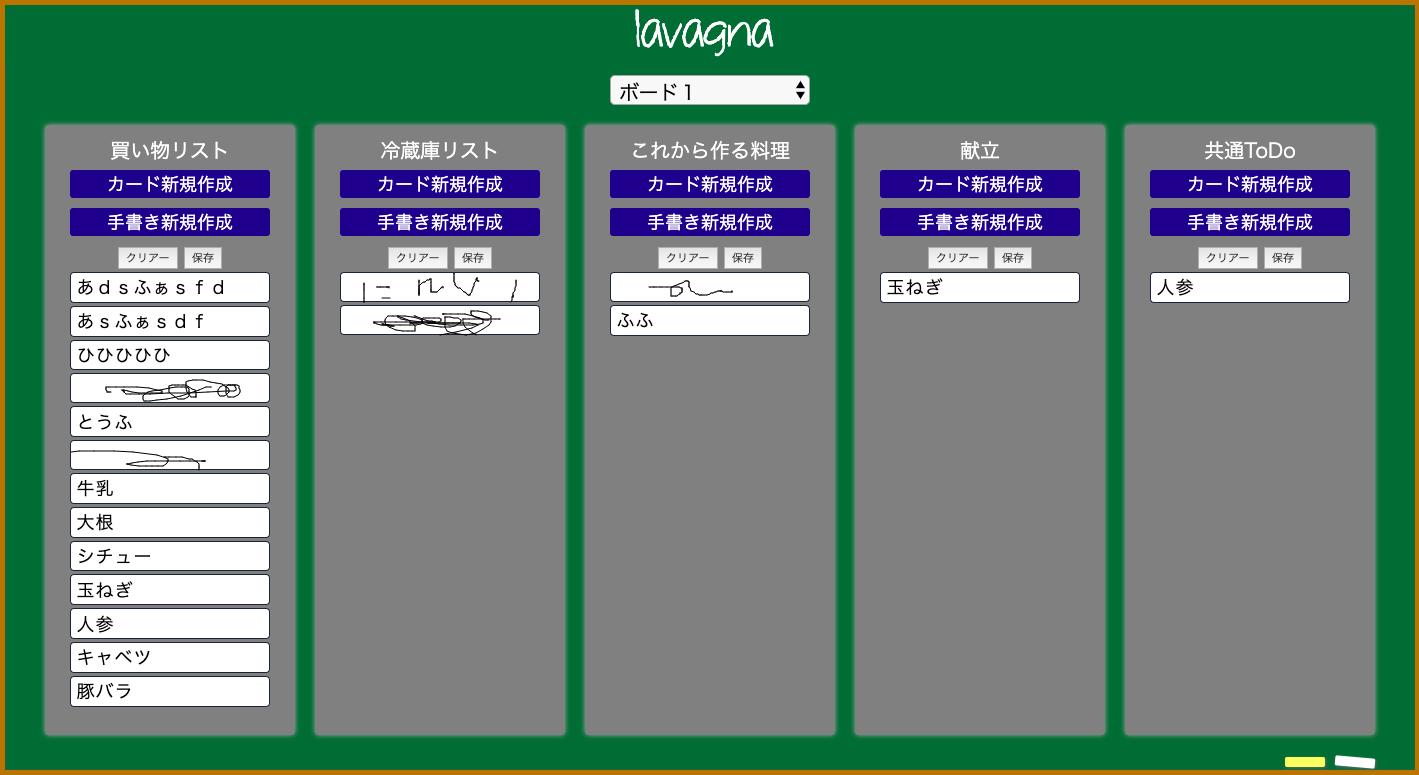 lavagna
ボード 1
買い物リスト
カード新規作成
手書き新規作成
クリアー 保存
あｄｓふぁｓｆｄ
あｓふぁｓｄｆ
ひひひひひ
とうふ
牛乳
大根
シチュー
玉ねぎ
人参
キャベツ
豚バラ
冷蔵庫リスト
カード新規作成
手書き新規作成
クリアー 保存
これから作る料理
カード新規作成
手書き新規作成
クリアー 保存
ふふ
献立
カード新規作成
手書き新規作成
クリアー 保存
玉ねぎ
共通ToDo
カード新規作成
手書き新規作成
クリアー 保存
人参